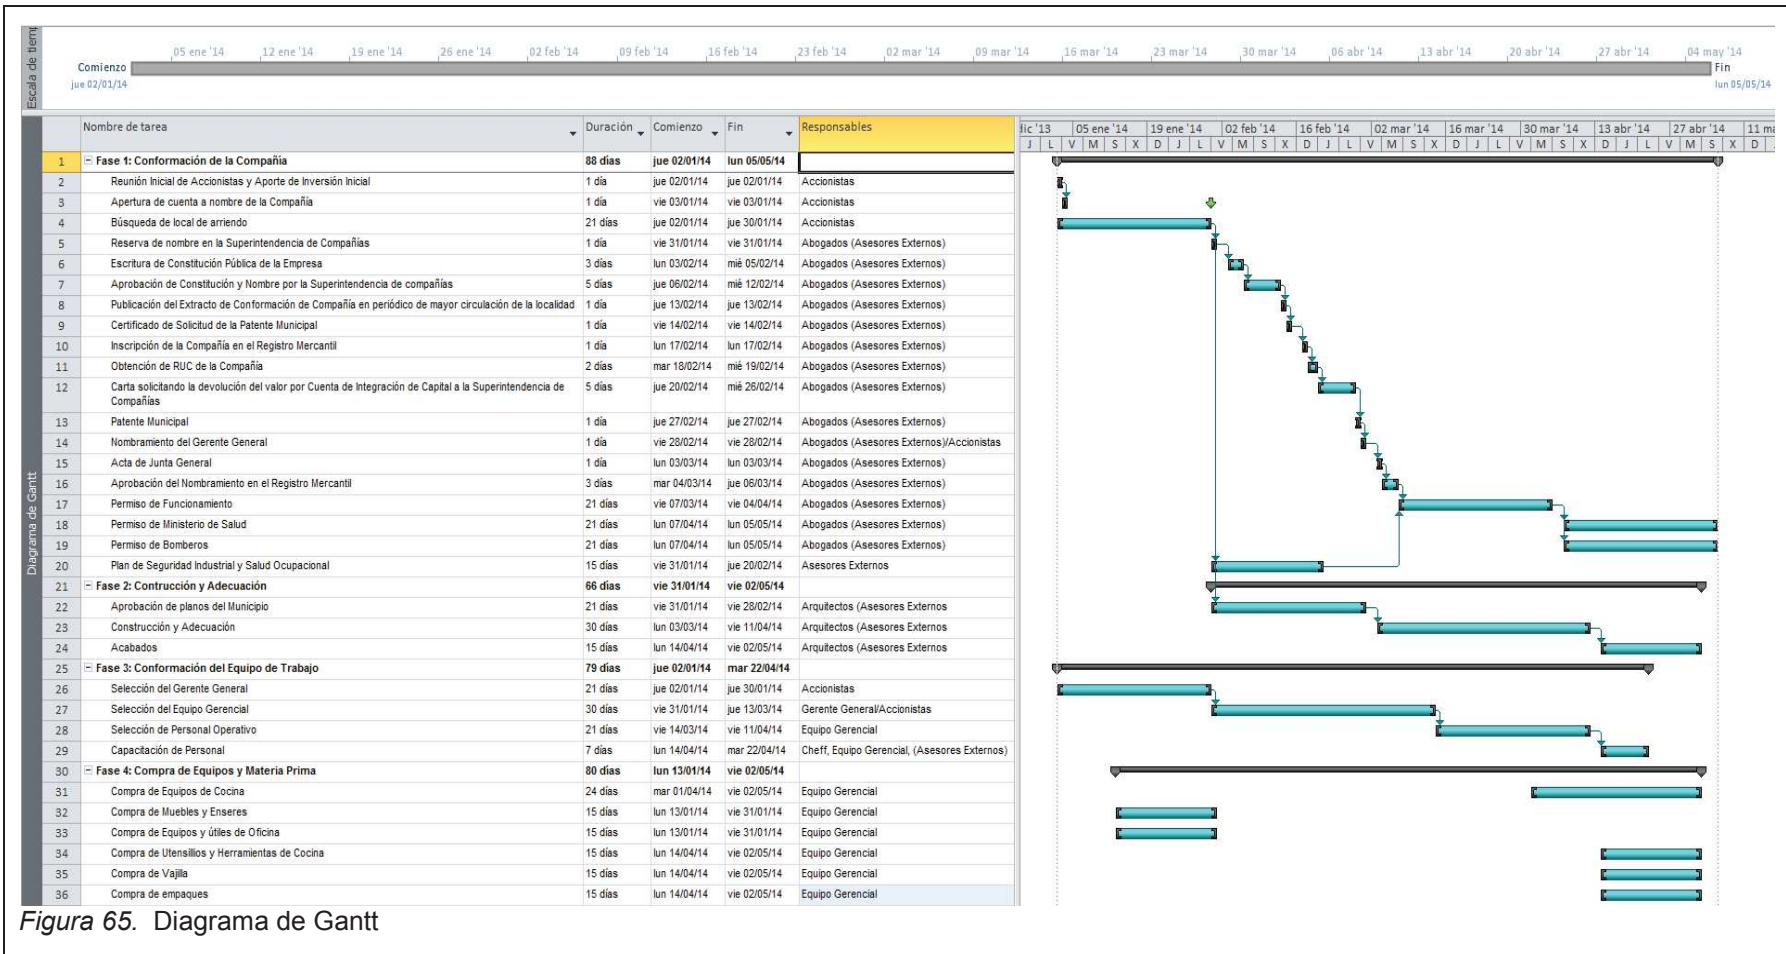 Escala de tiem
05 ene '14 12 ene '14 19 ene '14 26 ene '14 02 feb '14 09 feb '14 16 feb '14 23 feb '14 02 mar '14 09 mar '14 16 mar '14 23 mar '14 30 mar '14 06 abr '14 13 abr '14 20 abr '14 27 abr '14 04 may '14
Comienzo Fin
jue 02/01/14 lun 05/05/14
Diagrama de Gantt
Nombre de tarea Duración Comienzo Fin Responsables
dic '13 05 ene '14 19 ene '14 02 feb '14 16 feb '14 02 mar '14 16 mar '14 30 mar '14 13 abr '14 27 abr '14 11 ma
J L V M S X D J L V M S X D J L V M S X D J L V M S X D J L V M S X D
1 Fase 1: Conformación de la Compañia 88 días jue 02/01/14 lun 05/05/14
2 Reunión Inicial de Accionistas y Aporte de Inversión Inicial 1 día jue 02/01/14 jue 02/01/14 Accionistas
3 Apertura de cuenta a nombre de la Compañía 1 día vie 03/01/14 vie 03/01/14 Accionistas
4 Búsqueda de local de arriendo 21 días jue 02/01/14 jue 30/01/14 Accionistas
5 Reserva de nombre en la Superintendencia de Compañías 1 día vie 31/01/14 vie 31/01/14 Abogados (Asesores Externos)
6 Escritura de Constitución Pública de la Empresa 3 días lun 03/02/14 mié 05/02/14 Abogados (Asesores Externos)
7 Aprobación de Constitución y Nombre por la Superintendencia de compañías 5 días jue 06/02/14 mié 12/02/14 Abogados (Asesores Externos)
8 Publicación del Extracto de Conformación de Compañía en periódico de mayor circulación de la localidad 1 día jue 13/02/14 jue 13/02/14 Abogados (Asesores Externos)
9 Certificado de Solicitud de la Patente Municipal 1 día vie 14/02/14 vie 14/02/14 Abogados (Asesores Externos)
10 Inscripción de la Compañía en el Registro Mercantil 1 día lun 17/02/14 lun 17/02/14 Abogados (Asesores Externos)
11 Obtención de RUC de la Compañía 2 días mar 18/02/14 mié 19/02/14 Abogados (Asesores Externos)
12 Carta solicitando la devolución del valor por Cuenta de Integración de Capital a la Superintendencia de 5 días jue 20/02/14 mié 26/02/14 Abogados (Asesores Externos)
Compañías
13 Patente Municipal 1 día jue 27/02/14 jue 27/02/14 Abogados (Asesores Externos)
14 Nombramiento del Gerente General 1 día vie 28/02/14 vie 28/02/14 Abogados (Asesores Externos)/Accionistas
15 Acta de Junta General 1 día lun 03/03/14 lun 03/03/14 Abogados (Asesores Externos)
16 Aprobación del Nombramiento en el Registro Mercantil 3 días mar 04/03/14 jue 06/03/14 Abogados (Asesores Externos)
17 Permiso de Funcionamiento 21 días vie 07/03/14 vie 04/04/14 Abogados (Asesores Externos)
18 Permiso de Ministerio de Salud 21 días lun 07/04/14 lun 05/05/14 Abogados (Asesores Externos)
19 Permiso de Bomberos 21 días lun 07/04/14 lun 05/05/14 Abogados (Asesores Externos)
20 Plan de Seguridad Industrial y Salud Ocupacional 15 días vie 31/01/14 jue 20/02/14 Asesores Externos
21 Fase 2: Contrucción y Adecuación 66 días vie 31/01/14 vie 02/05/14
22 Aprobación de planos del Municipio 21 días vie 31/01/14 vie 28/02/14 Arquitectos (Asesores Externos
23 Construcción y Adecuación 30 días lun 03/03/14 vie 11/04/14 Arquitectos (Asesores Externos
24 Acabados 15 días lun 14/04/14 vie 02/05/14 Arquitectos (Asesores Externos
25 Fase 3: Conformación del Equipo de Trabajo 79 días jue 02/01/14 mar 22/04/14
26 Selección del Gerente General 21 días jue 02/01/14 jue 30/01/14 Accionistas
27 Selección del Equipo Gerencial 30 días vie 31/01/14 jue 13/03/14 Gerente General/Accionistas
28 Selección de Personal Operativo 21 días vie 14/03/14 vie 11/04/14 Equipo Gerencial
29 Capacitación de Personal 7 días lun 14/04/14 mar 22/04/14 Cheff, Equipo Gerencial, (Asesores Externos)
30 Fase 4: Compra de Equipos y Materia Prima 80 días lun 13/01/14 vie 02/05/14
31 Compra de Equipos de Cocina 24 días mar 01/04/14 vie 02/05/14 Equipo Gerencial
32 Compra de Muebles y Enseres 15 días lun 13/01/14 vie 31/01/14 Equipo Gerencial
33 Compra de Equipos y útiles de Oficina 15 días lun 13/01/14 vie 31/01/14 Equipo Gerencial
34 Compra de Utensillios y Herramientas de Cocina 15 días lun 14/04/14 vie 02/05/14 Equipo Gerencial
35 Compra de Vajilla 15 días lun 14/04/14 vie 02/05/14 Equipo Gerencial
36 Compra de empaques 15 días lun 14/04/14 vie 02/05/14 Equipo Gerencial
Figura 65. Diagrama de Gantt